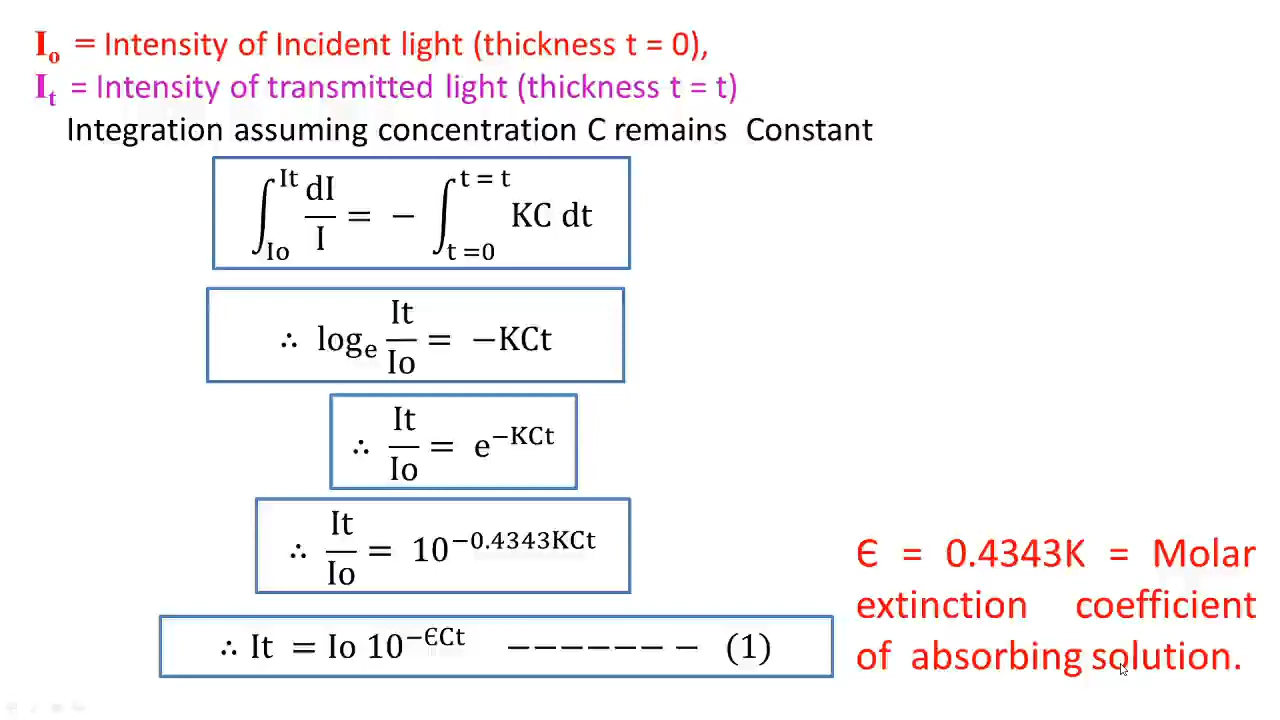 I₀ = Intensity of Incident light (thickness t = 0),
Iₜ = Intensity of transmitted light (thickness t = t)
Integration assuming concentration C remains Constant
∫_{Io}^{It} dI/I = − ∫_{t=0}^{t=t} KC dt
∴ logₑ It/Io = −KCt
∴ It/Io = e^{−KCt}
∴ It/Io = 10^{−0.4343KCt}
∴ It = Io 10^{−ЄCt} −−−−−− − (1)
Є = 0.4343K = Molar
extinction coefficient
of absorbing solution.